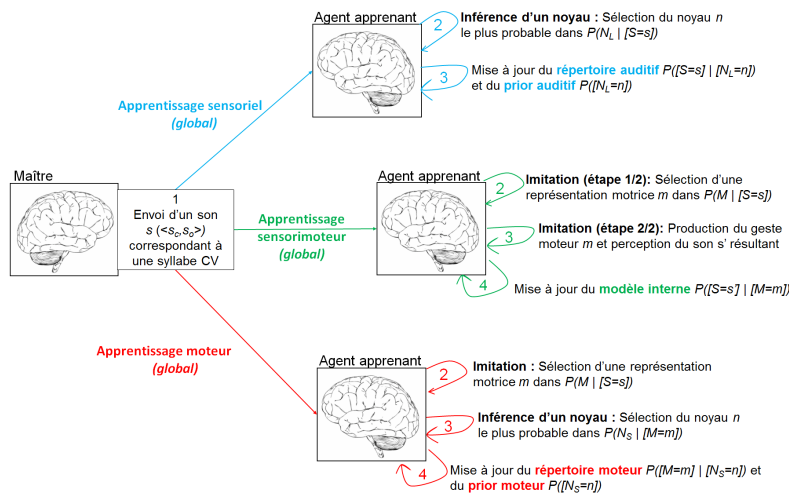 Agent apprenant
2
Inférence d'un noyau : Sélection du noyau n
le plus probable dans P(N_L | [S=s])
3
Mise à jour du répertoire auditif P([S=s] | [N_L=n])
et du prior auditif P([N_L=n])
Apprentissage sensoriel
(global)
Maître
1
Envoi d'un son
s (<s_c,s_o>)
correspondant à
une syllabe CV
Apprentissage
sensorimoteur
(global)
Agent apprenant
2
Imitation (étape 1/2): Sélection d'une
représentation motrice m dans P(M | [S=s])
3
Imitation (étape 2/2): Production du geste
moteur m et perception du son s' résultant
4
Mise à jour du modèle interne P([S=s'] | [M=m])
Apprentissage moteur
(global)
Agent apprenant
2
Imitation : Sélection d'une représentation
motrice m dans P(M | [S=s])
3
Inférence d'un noyau : Sélection du noyau n
le plus probable dans P(N_S | [M=m])
4
Mise à jour du répertoire moteur P([M=m] | [N_S=n]) et
du prior moteur P([N_S=n])